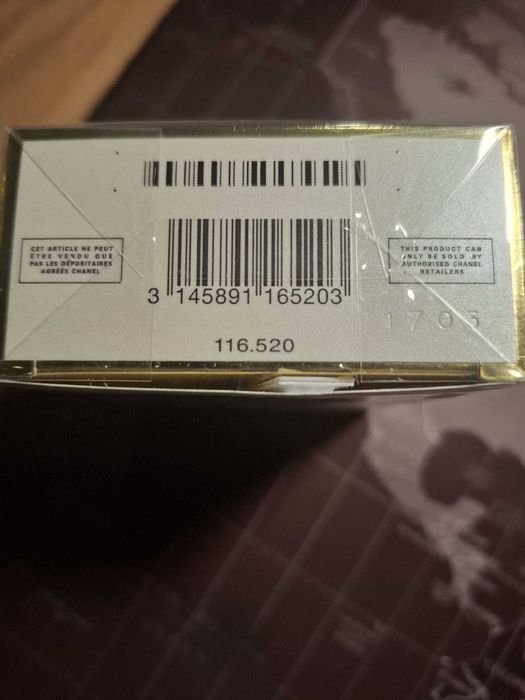 CET ARTICLE NE PEUT
ÊTRE VENDU QUE
PAR LES DÉPOSITAIRES
AGRÉÉS CHANEL
THIS PRODUCT CAN
ONLY BE SOLD BY
AUTHORISED CHANEL
RETAILERS
3 145891 165203
1703
116.520